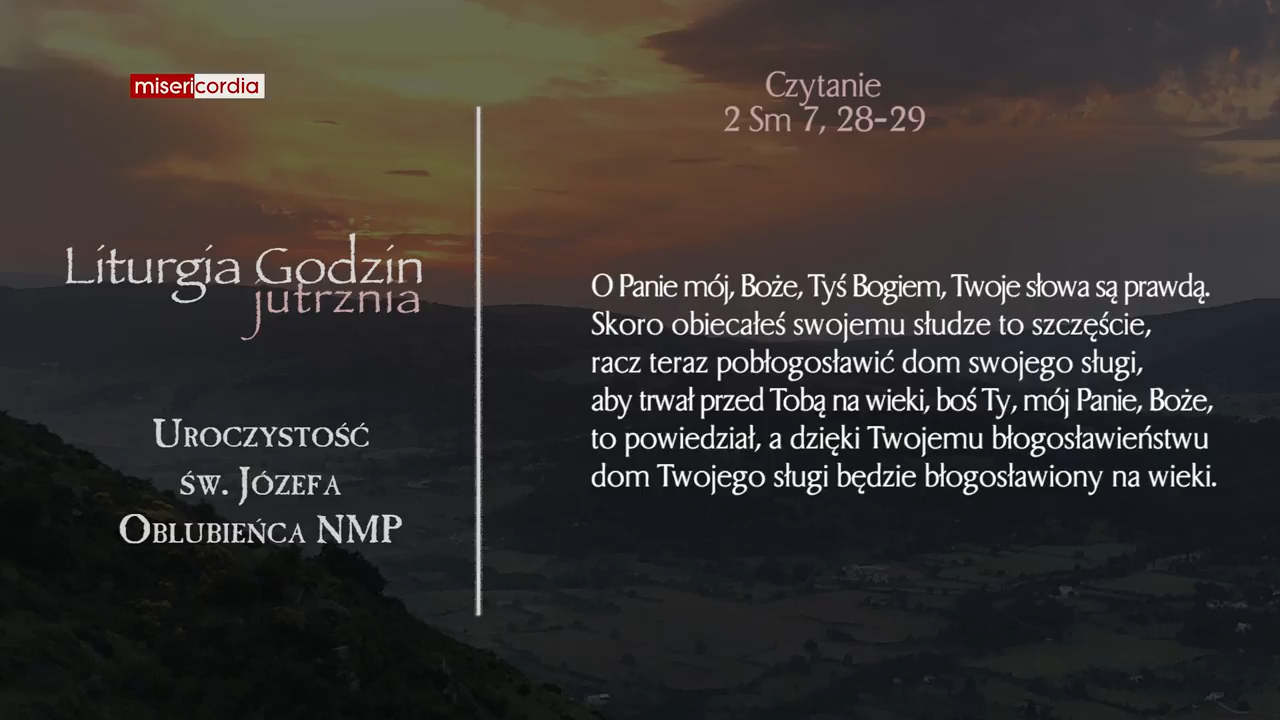 misericordia
Liturgia Godzin
jutrznia
Uroczystość
św. Józefa
Oblubieńca NMP
Czytanie
2 Sm 7, 28-29
O Panie mój, Boże, Tyś Bogiem, Twoje słowa są prawdą.
Skoro obiecałeś swojemu słudze to szczęście,
racz teraz pobłogosławić dom swojego sługi,
aby trwał przed Tobą na wieki, boś Ty, mój Panie, Boże,
to powiedział, a dzięki Twojemu błogosławieństwu
dom Twojego sługi będzie błogosławiony na wieki.